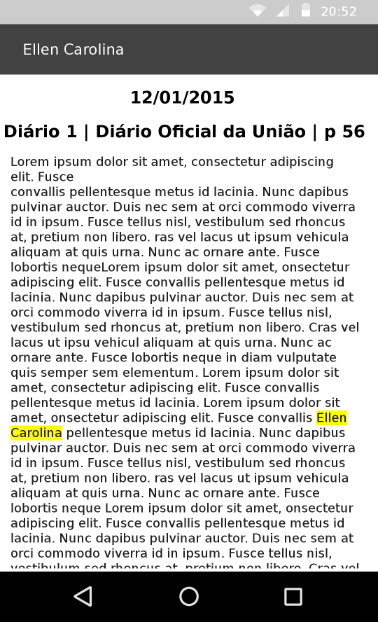 20:52
Ellen Carolina
12/01/2015
Diário 1 | Diário Oficial da União | p 56
Lorem ipsum dolor sit amet, consectetur adipiscing
elit. Fusce
convallis pellentesque metus id lacinia. Nunc dapibus
pulvinar auctor. Duis nec sem at orci commodo viverra
id in ipsum. Fusce tellus nisl, vestibulum sed rhoncus
at, pretium non libero. ras vel lacus ut ipsum vehicula
aliquam at quis urna. Nunc ac ornare ante. Fusce
lobortis nequeLorem ipsum dolor sit amet, onsectetur
adipiscing elit. Fusce convallis pellentesque metus id
lacinia. Nunc dapibus pulvinar auctor. Duis nec sem at
orci commodo viverra id in ipsum. Fusce tellus nisl,
vestibulum sed rhoncus at, pretium non libero. Cras vel
lacus ut ipsu vehicul aliquam at quis urna. Nunc ac
ornare ante. Fusce lobortis neque in diam vulputate
quis semper sem elementum. Lorem ipsum dolor sit
amet, consectetur adipiscing elit. Fusce convallis
pellentesque metus id lacinia. Lorem ipsum dolor sit
amet, onsectetur adipiscing elit. Fusce convallis Ellen
Carolina pellentesque metus id lacinia. Nunc dapibus
pulvinar auctor. Duis nec sem at orci commodo viverra
id in ipsum. Fusce tellus nisl, vestibulum sed rhoncus
at, pretium non libero. ras vel lacus ut ipsum vehicula
aliquam at quis urna. Nunc ac ornare ante. Fusce
lobortis neque Lorem ipsum dolor sit amet, onsectetur
adipiscing elit. Fusce convallis pellentesque metus id
lacinia. Nunc dapibus pulvinar auctor. Duis nec sem at
orci commodo viverra id in ipsum. Fusce tellus nisl,
vestibulum sed rhoncus at, pretium non libero. Cras vel